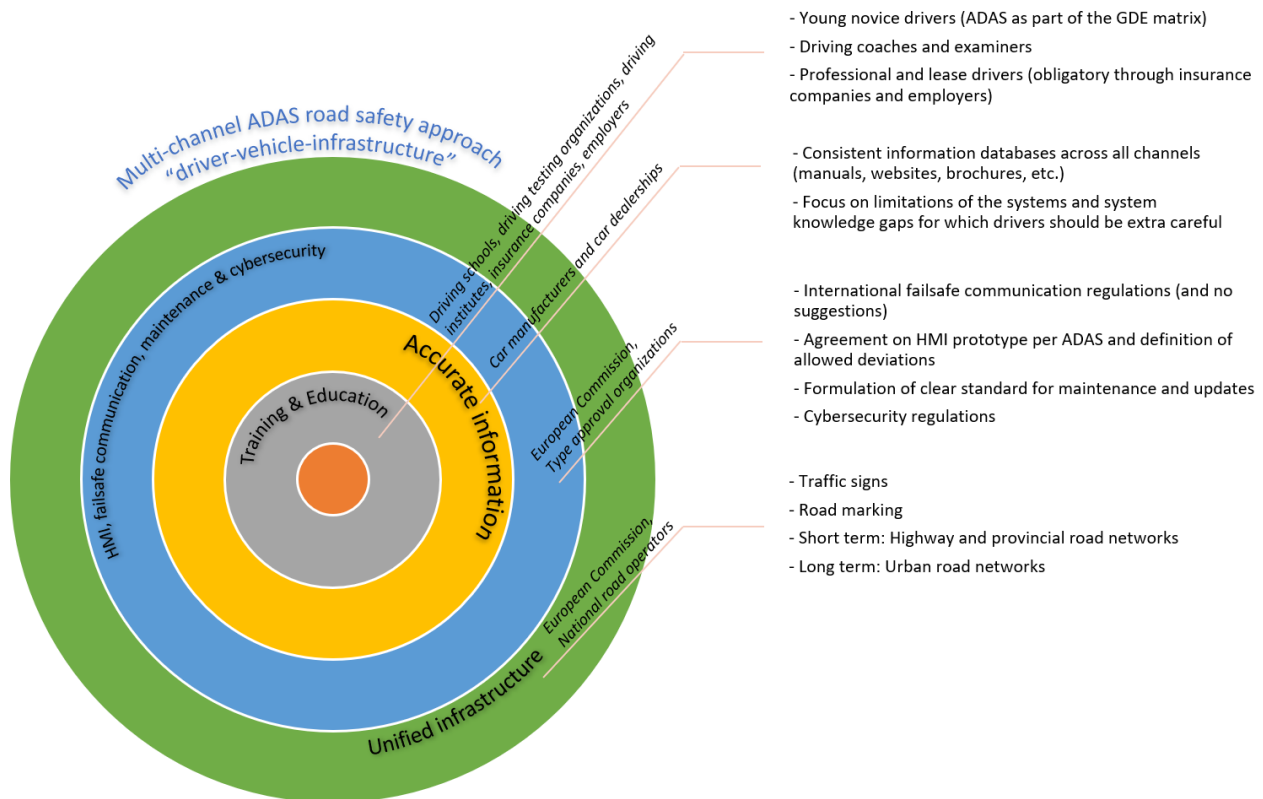 Multi-channel ADAS road safety approach
"driver-vehicle-infrastructure"
HMI, failsafe communication, maintenance & cybersecurity
Accurate information
Training & Education
Unified infrastructure
Driving schools, driving testing organizations, driving
institutes, insurance companies, employers
Car manufacturers and car dealerships
European Commission,
Type approval organizations
European Commission,
National road operators
- Young novice drivers (ADAS as part of the GDE matrix)
- Driving coaches and examiners
- Professional and lease drivers (obligatory through insurance
companies and employers)
- Consistent information databases across all channels
(manuals, websites, brochures, etc.)
- Focus on limitations of the systems and system
knowledge gaps for which drivers should be extra careful
- International failsafe communication regulations (and no
suggestions)
- Agreement on HMI prototype per ADAS and definition of
allowed deviations
- Formulation of clear standard for maintenance and updates
- Cybersecurity regulations
- Traffic signs
- Road marking
- Short term: Highway and provincial road networks
- Long term: Urban road networks